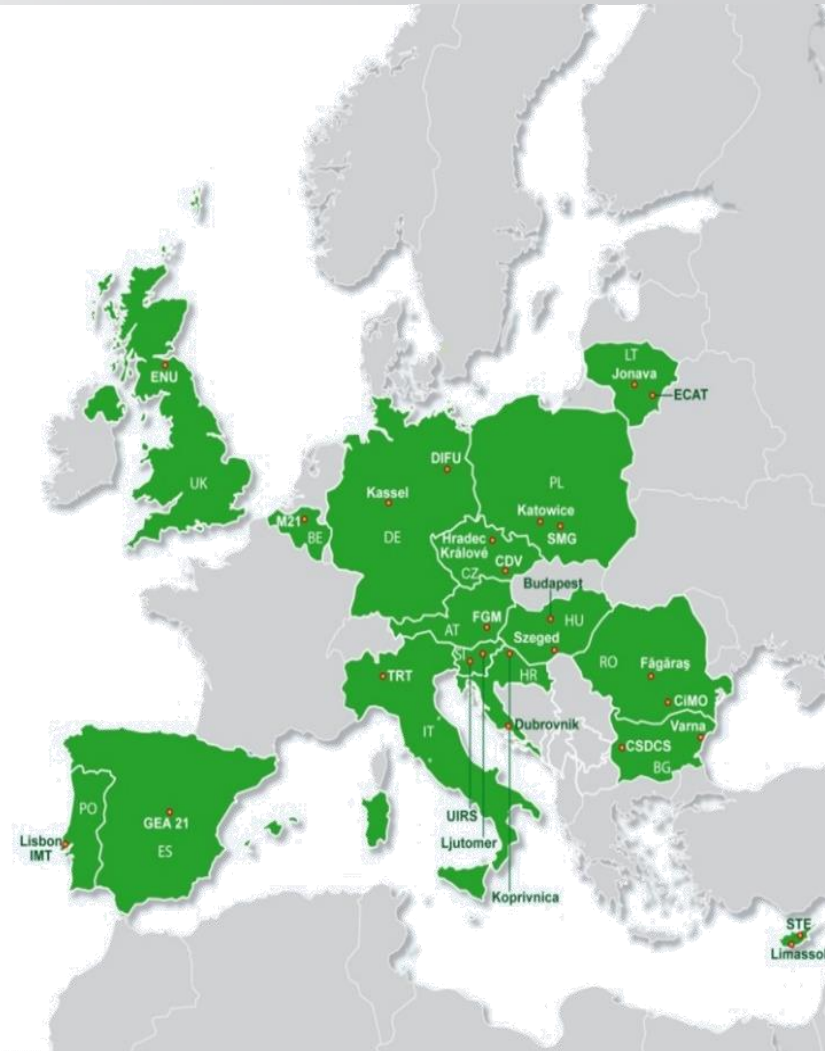 LT
Jonava
ECAT
ENU
UK
DIFU
Kassel
M21
BE
DE
PL
Katowice
SMG
Hradec
Králové
CDV
CZ
Budapest
FGM
AT
HU
Szeged
SI
HR
TRT
IT
Dubrovnik
RO
Făgăraş
CiMO
Varna
CSDCS
BG
UIRS
Ljutomer
Koprivnica
PO
Lisbon
IMT
GEA 21
ES
STE
Limassol